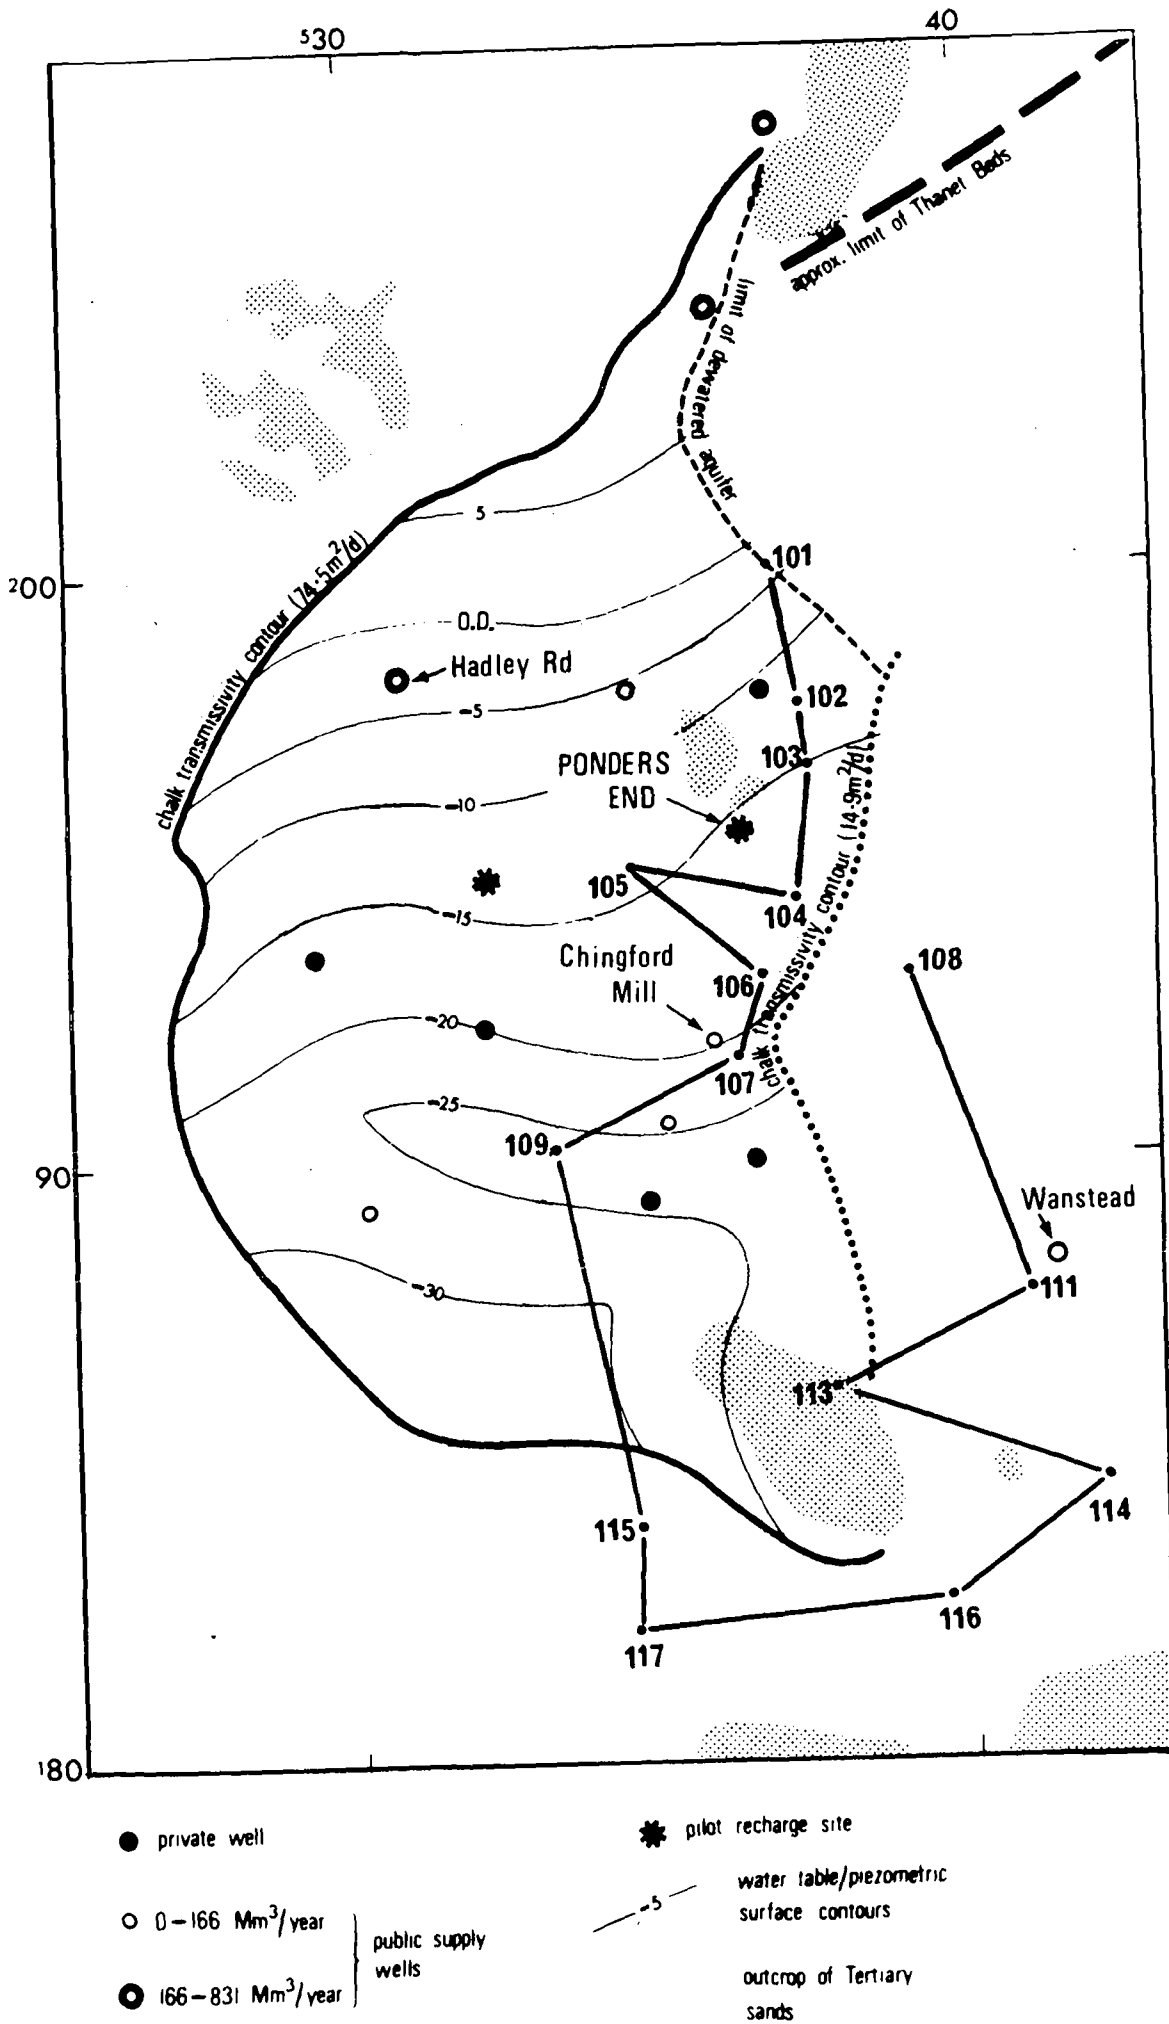 530
40
approx. limit of Thanet Beds
limit of dewatered aquifer
5
101
200
chalk transmissivity contour (74·5m2/d)
O.D.
Hadley Rd
-5
102
PONDERS
END
103
-10
chalk transmissivity contour (14·9m2/d)
105
104
-15
Chingford
Mill
106
108
-20
107
-25
109
90
Wanstead
111
-30
113
114
115
116
117
180
private well
pilot recharge site
0-166 Mm3/year
166-831 Mm3/year
public supply
wells
-5
water table/piezometric
surface contours
outcrop of Tertiary
sands